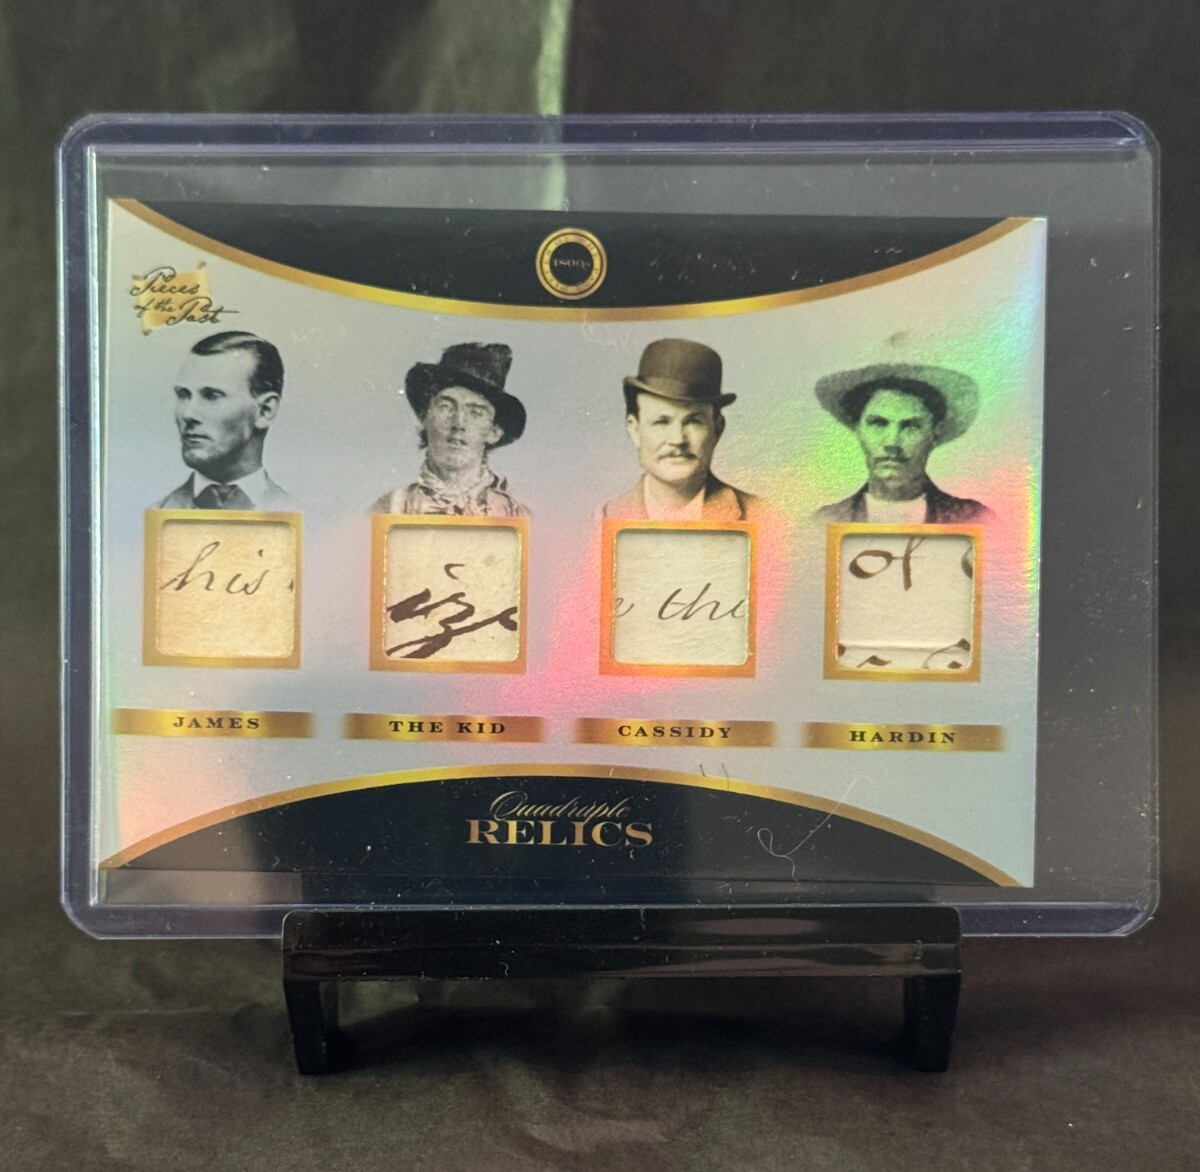 1800s
Pieces
of the
Past
his
of
the
JAMES
THE KID
CASSIDY
HARDIN
Quadruple
RELICS